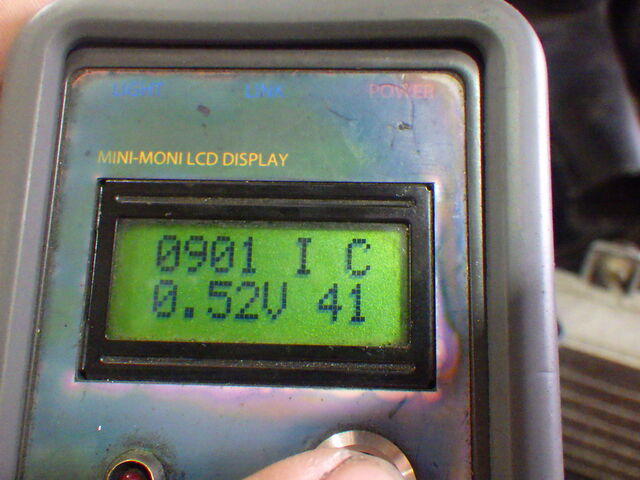 LIGHT LINK POWER
MINI-MONI LCD DISPLAY
0901 I C
0.52V 41